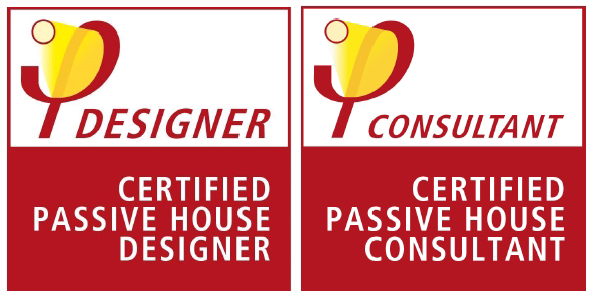 DESIGNER
CERTIFIED
PASSIVE HOUSE
DESIGNER
CONSULTANT
CERTIFIED
PASSIVE HOUSE
CONSULTANT